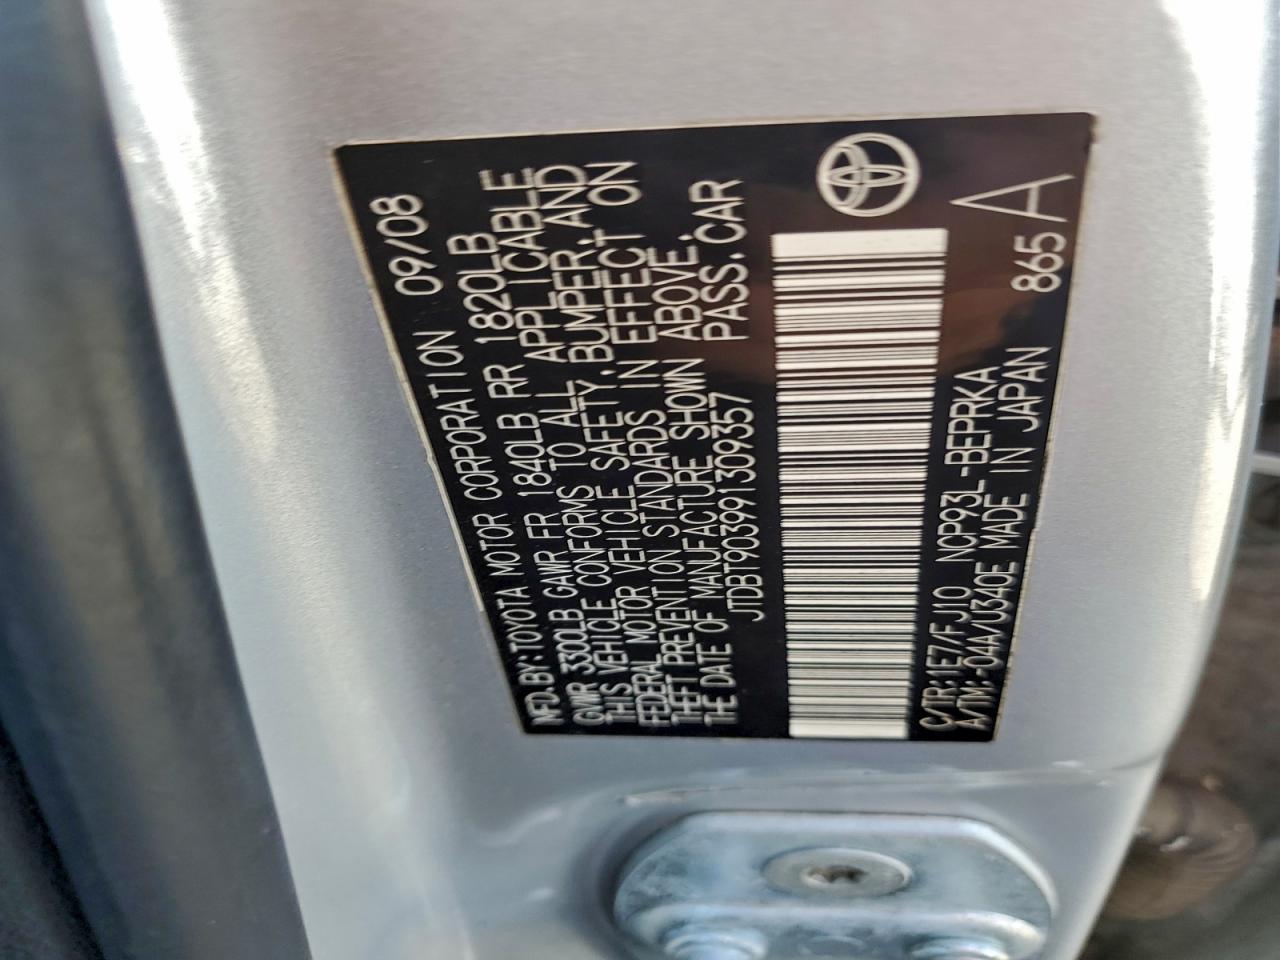 MFD.BY:TOYOTA MOTOR CORPORATION 09/08
GVWR 3300LB GAWR FR 1840LB RR 1820LB
THIS VEHICLE CONFORMS TO ALL APPLICABLE
FEDERAL MOTOR VEHICLE SAFETY,BUMPER,AND
THEFT PREVENTION STANDARDS IN EFFECT ON
THE DATE OF MANUFACTURE SHOWN ABOVE.
JTDBT903991309357 PASS.CAR
C/TR:1E7/FJ10 NCP93L-BEPRKA 865A
A/TM:-04A/U340E MADE IN JAPAN